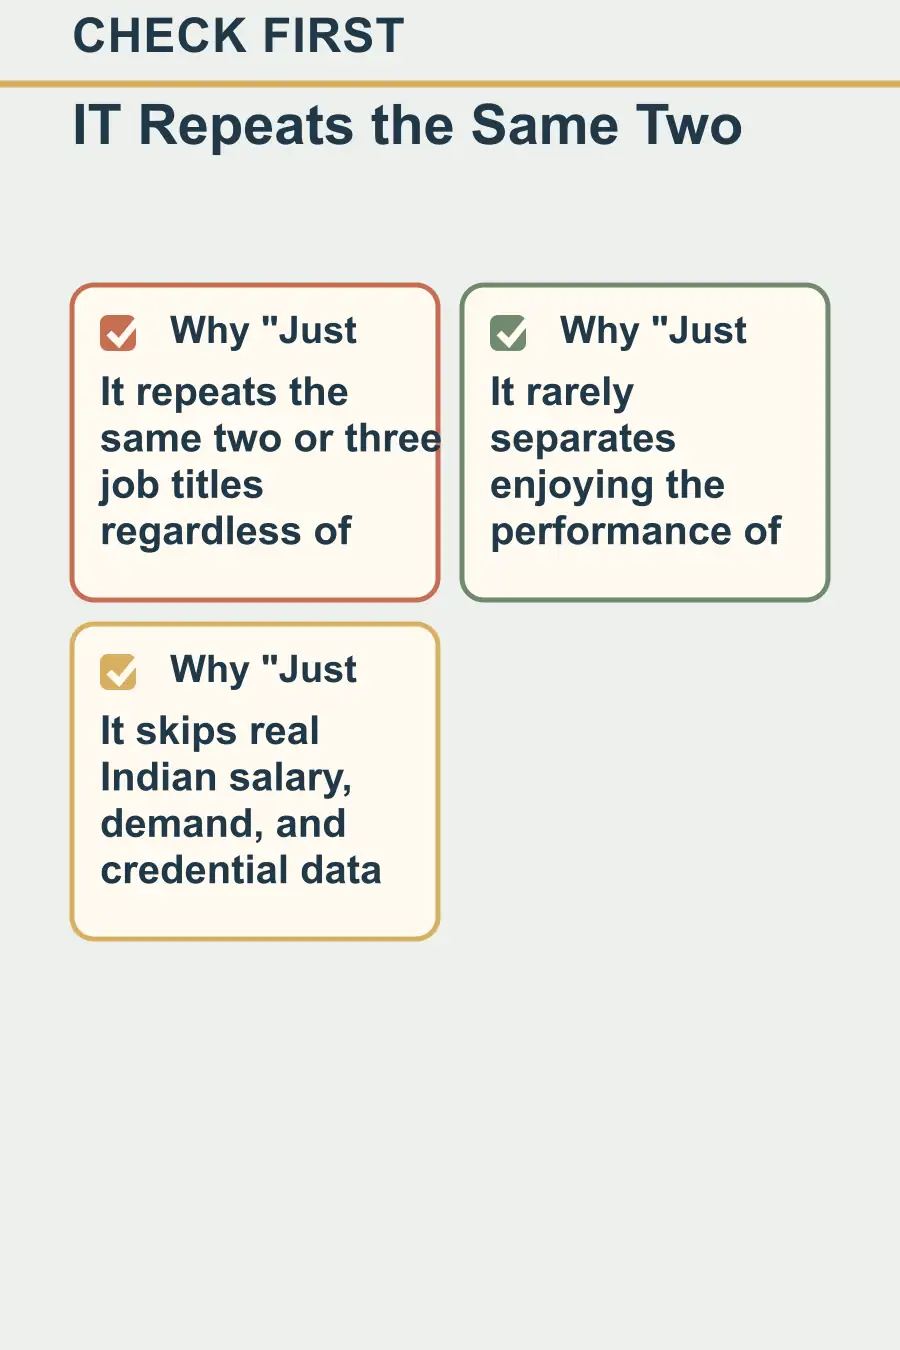 CHECK FIRST
IT Repeats the Same Two
Why "Just
It repeats the
same two or three
job titles
regardless of
Why "Just
It rarely
separates
enjoying the
performance of
Why "Just
It skips real
Indian salary,
demand, and
credential data